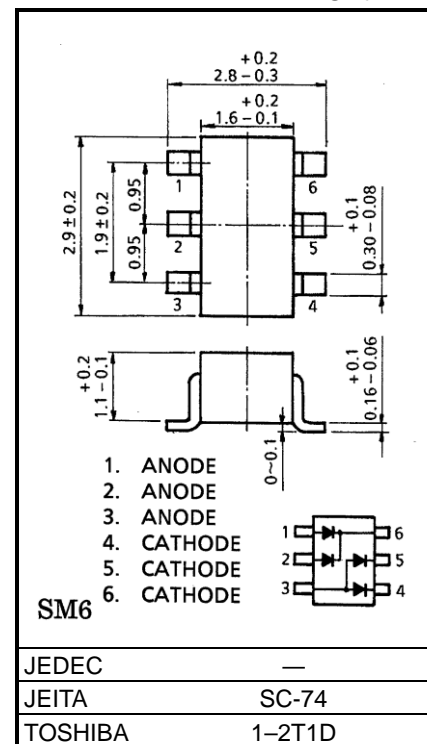 +0.2
2.8–0.3
+0.2
1.6–0.1
2.9±0.2
1.9±0.2
0.95
0.95
1
2
3
6
5
4
+0.1
0.30–0.08
+0.2
1.1–0.1
0~0.1
+0.1
0.16–0.06
1. ANODE
2. ANODE
3. ANODE
4. CATHODE
5. CATHODE
6. CATHODE
1
2
3
6
5
4
SM6
JEDEC —
JEITA SC-74
TOSHIBA 1–2T1D